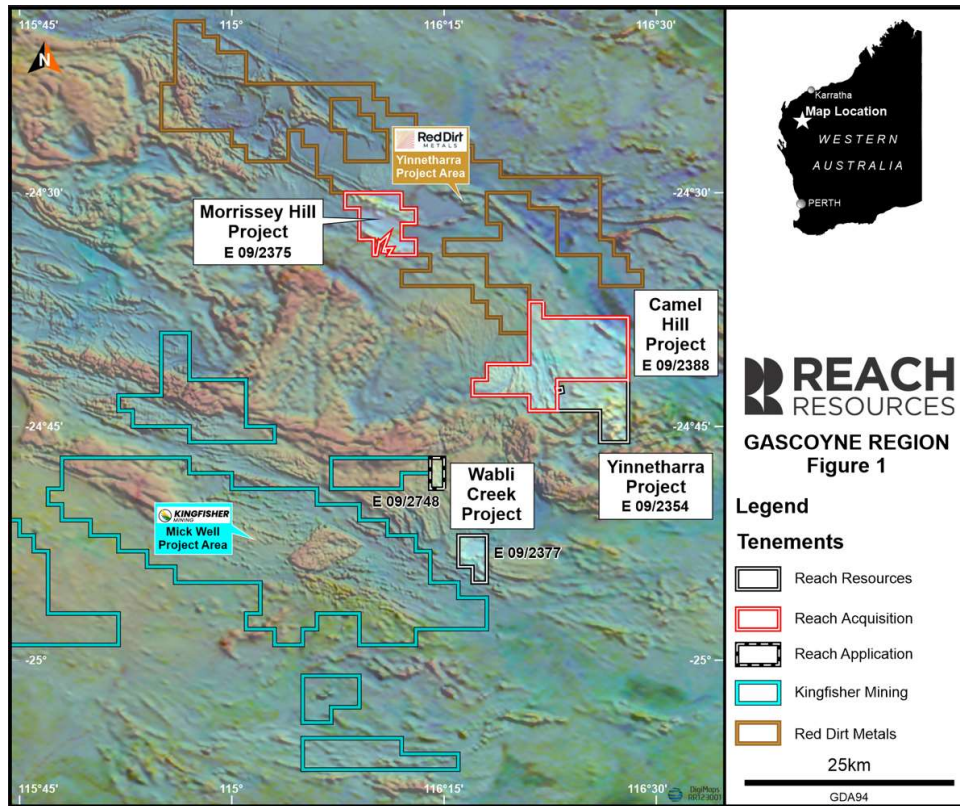 115°45'
115°
116°15'
116°30'
N
RedDirt
METALS
Yinnetharra
Project Area
-24°30'
-24°30'
Morrissey Hill
Project
E 09/2375
Camel
Hill
Project
E 09/2388
-24°45'
-24°45'
Yinnetharra
Project
E 09/2354
Wabli
Creek
Project
E 09/2748
E 09/2377
KINGFISHER
MINING
Mick Well
Project Area
-25°
-25°
115°45'
115°
116°15'
116°30'
DigiMaps
RR123001
Karratha
Map Location
WESTERN
AUSTRALIA
PERTH
REACH
RESOURCES
GASCOYNE REGION
Figure 1
Legend
Tenements
Reach Resources
Reach Acquisition
Reach Application
Kingfisher Mining
Red Dirt Metals
25km
GDA94